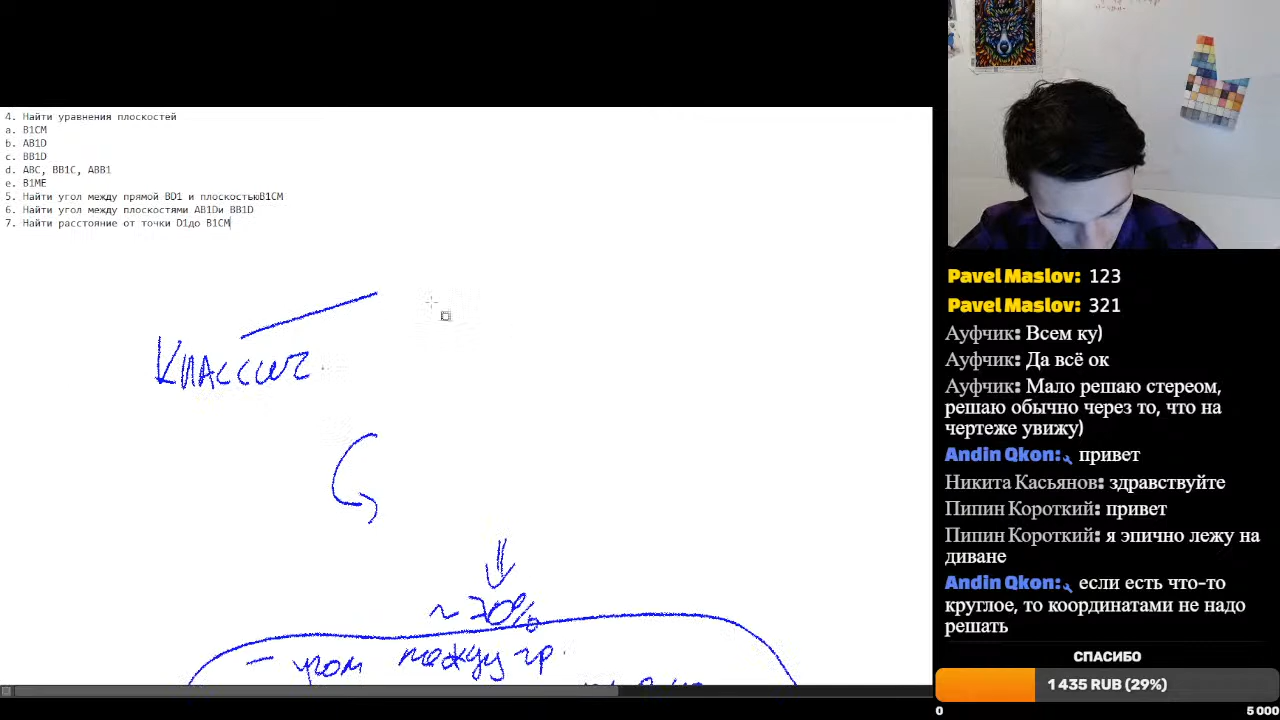 4. Найти уравнения плоскостей
a. B1CM
b. AB1D
c. BB1D
d. ABC, BB1C, ABB1
e. B1ME
5. Найти угол между прямой BD1 и плоскостьюB1CM
6. Найти угол между плоскостями AB1Dи BB1D
7. Найти расстояние от точки D1до B1CM
Классич.
~ 70%
— угол между гр.
Pavel Maslov: 123
Pavel Maslov: 321
Ауфчик: Всем ку)
Ауфчик: Да всё ок
Ауфчик: Мало решаю стереом,
решаю обычно через то, что на
чертеже увижу)
Andin Qkon: привет
Никита Касьянов: здравствуйте
Пипин Короткий: привет
Пипин Короткий: я эпично лежу на
диване
Andin Qkon: если есть что-то
круглое, то координатами не надо
решать
СПАСИБО
1 435 RUB (29%)
0 5 000